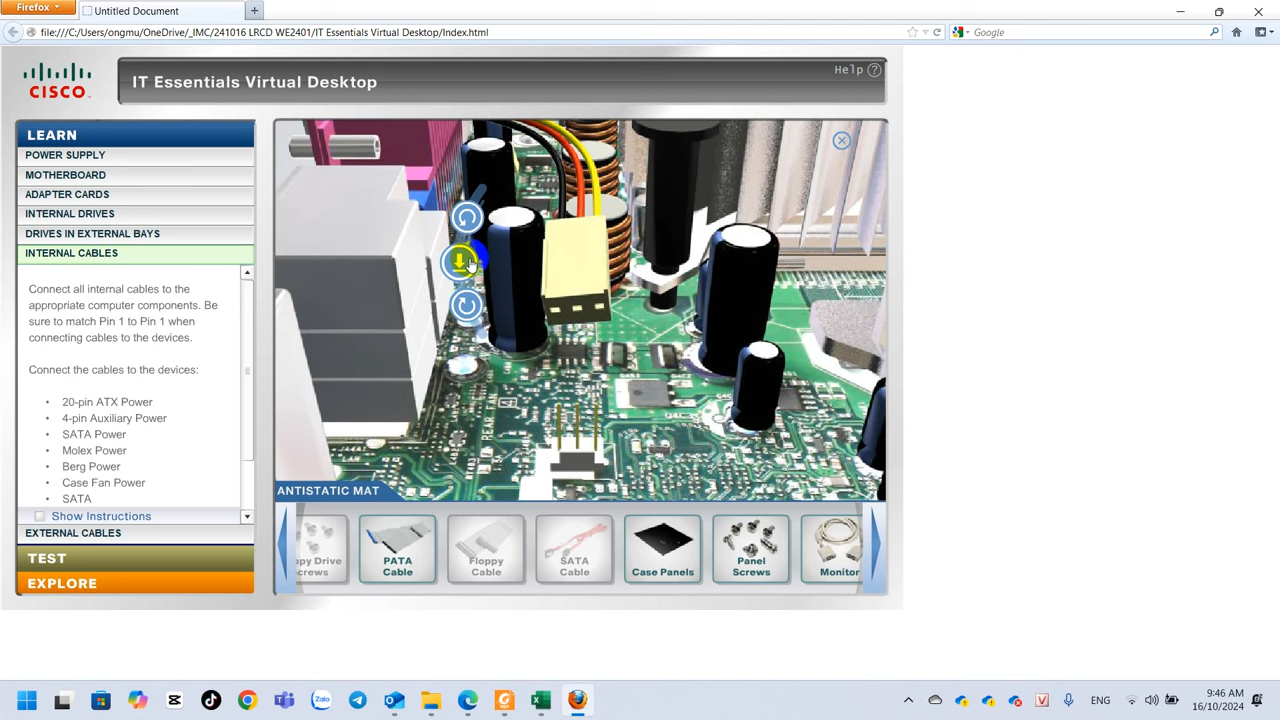 Firefox
Untitled Document
file:///C:/Users/ongmu/OneDrive/_IMC/241016 LRCD WE2401/IT Essentials Virtual Desktop/Index.html
Google
CISCO
IT Essentials Virtual Desktop
Help ?
LEARN
POWER SUPPLY
MOTHERBOARD
ADAPTER CARDS
INTERNAL DRIVES
DRIVES IN EXTERNAL BAYS
INTERNAL CABLES
Connect all internal cables to the
appropriate computer components. Be
sure to match Pin 1 to Pin 1 when
connecting cables to the devices.
Connect the cables to the devices:
• 20-pin ATX Power
• 4-pin Auxiliary Power
• SATA Power
• Molex Power
• Berg Power
• Case Fan Power
• SATA
Show Instructions
EXTERNAL CABLES
TEST
EXPLORE
REAR
ANTISTATIC MAT
ppy Drive
crews
PATA
Cable
Floppy
Cable
SATA
Cable
Case Panels
Panel
Screws
Monitor
Zalo
V
ENG
9:46 AM
16/10/2024